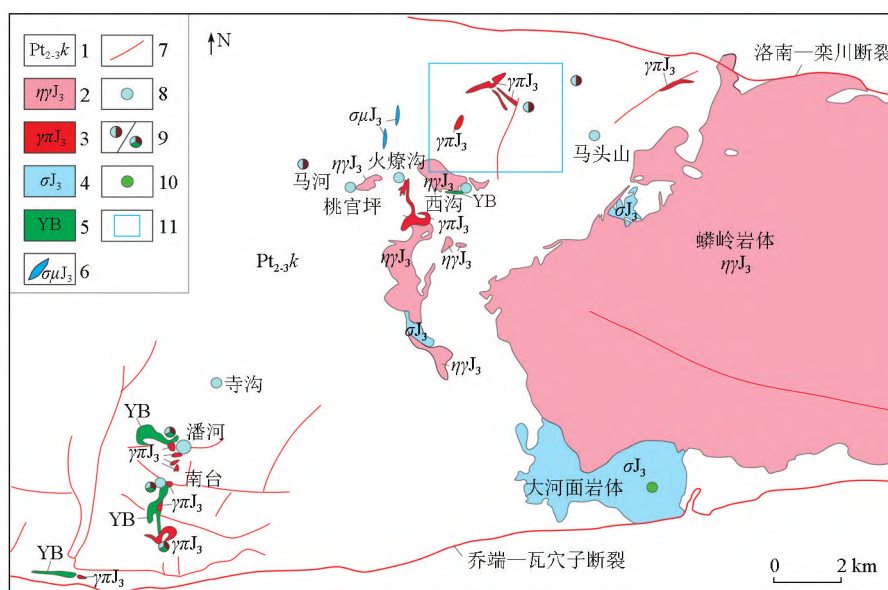 Pt₂₋₃k 1
ηγJ₃ 2
γπJ₃ 3
σJ₃ 4
YB 5
σμJ₃ 6
7
8
9
10
11
N
洛南—栾川断裂
γπJ₃
γπJ₃
σμJ₃
γπJ₃
马头山
ηγJ₃
火燎沟
马河
ηγJ₃
桃官坪
西沟
YB
σJ₃
γπJ₃
蟒岭岩体
ηγJ₃
Pt₂₋₃k
ηγJ₃
ηγJ₃
σJ₃
ηγJ₃
寺沟
YB
潘河
γπJ₃
南台
γπJ₃
YB
γπJ₃
YB
γπJ₃
σJ₃
大河面岩体
乔端—瓦穴子断裂
0 2 km